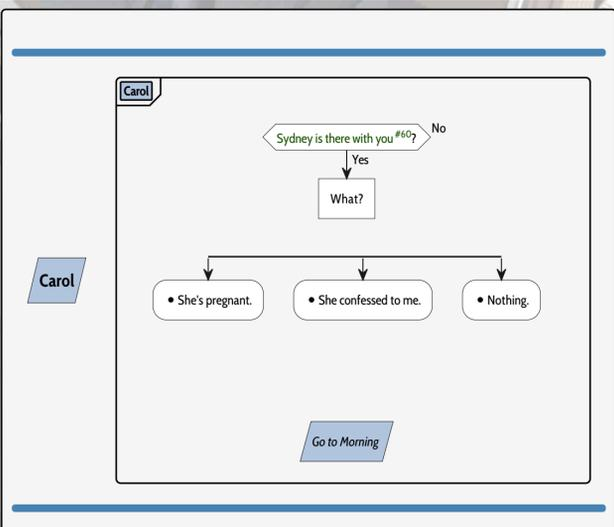 Carol
Sydney is there with you #60?
No
Yes
What?
Carol
• She's pregnant.
• She confessed to me.
• Nothing.
Go to Morning